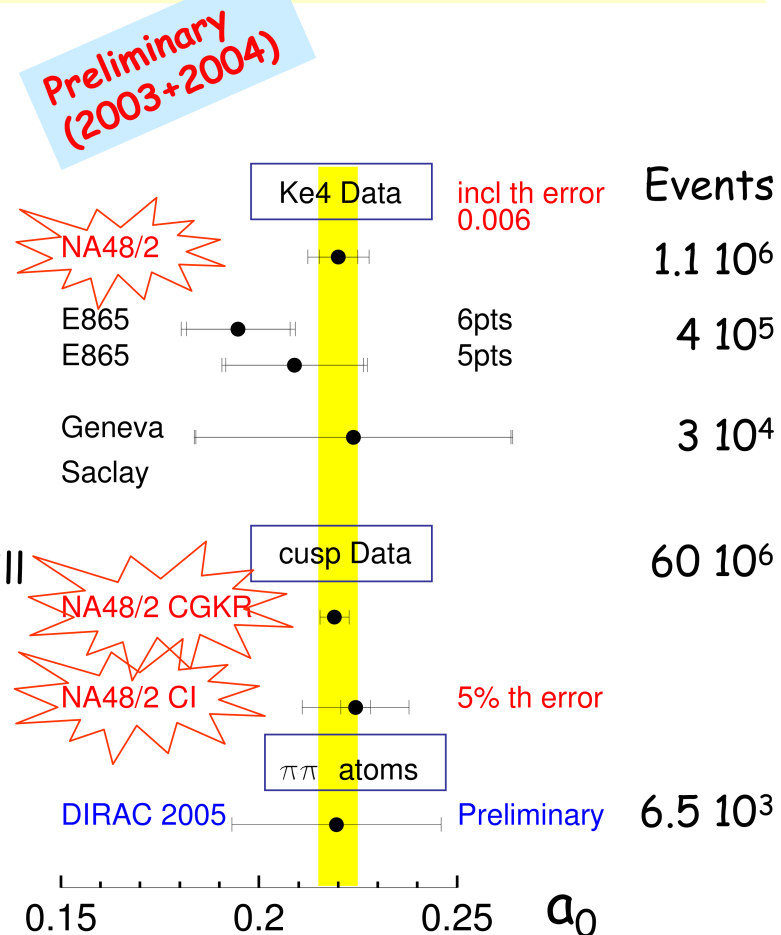 Preliminary
(2003+2004)
Ke4 Data
incl th error
0.006
Events
NA48/2
1.1 10⁶
E865
6pts
4 10⁵
E865
5pts
Geneva
3 10⁴
Saclay
cusp Data
60 10⁶
ll
NA48/2 CGKR
NA48/2 CI
5% th error
ππ atoms
DIRAC 2005
Preliminary
6.5 10³
0.15
0.2
0.25
a₀